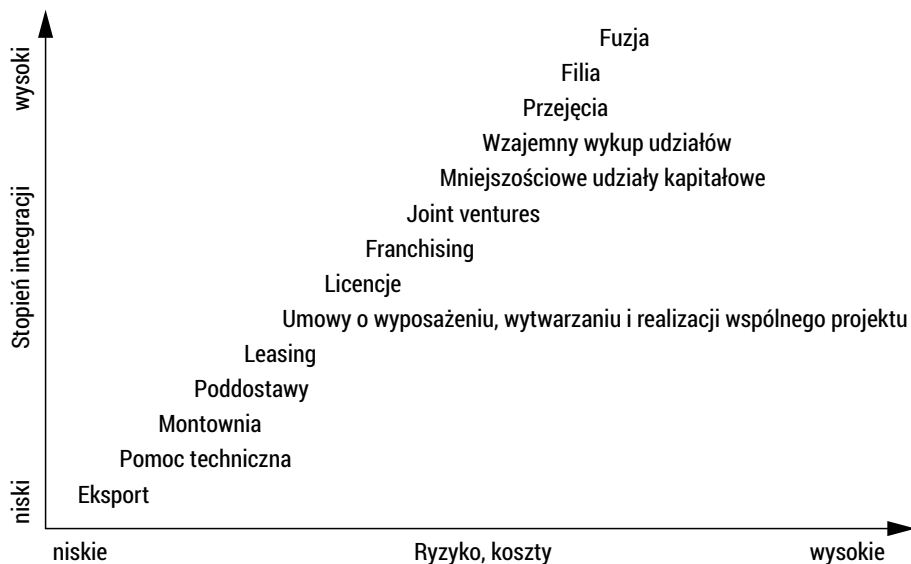 wysoki
Stopień integracji
niski
Fuzja
Filia
Przejęcia
Wzajemny wykup udziałów
Mniejszościowe udziały kapitałowe
Joint ventures
Franchising
Licencje
Umowy o wyposażeniu, wytwarzaniu i realizacji wspólnego projektu
Leasing
Poddostawy
Montownia
Pomoc techniczna
Eksport
niskie
Ryzyko, koszty
wysokie